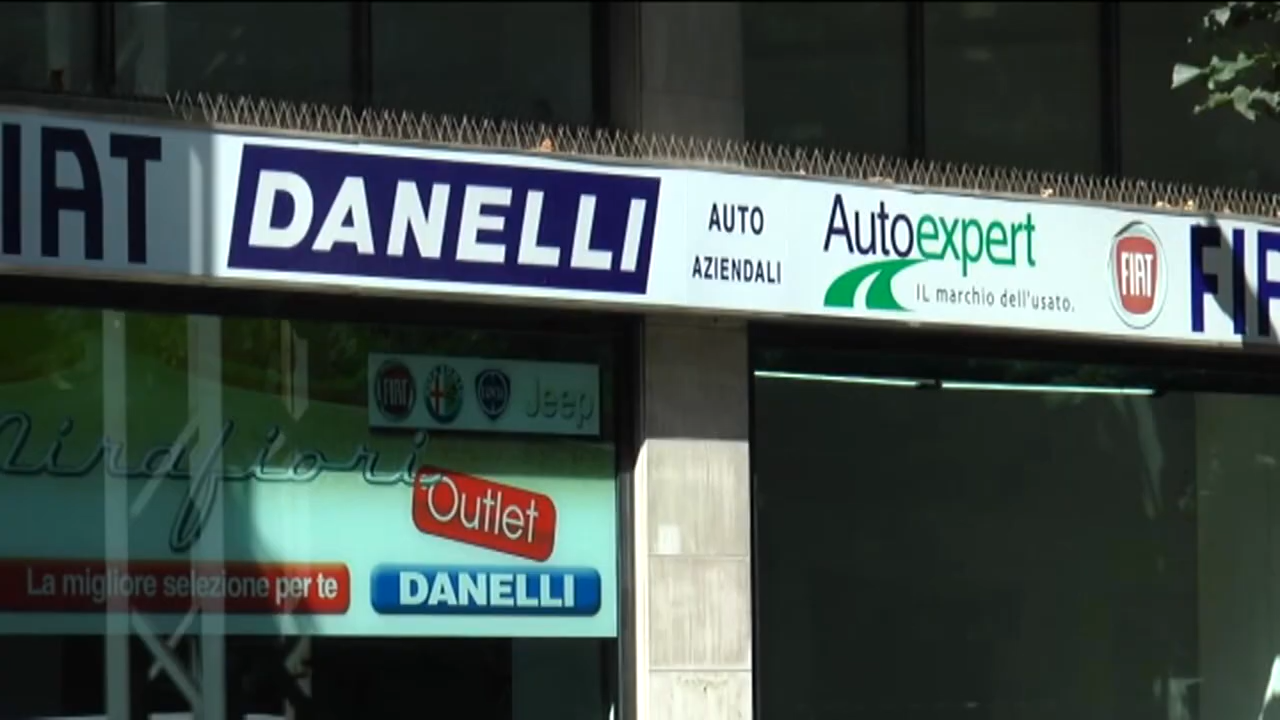 IAT
DANELLI
AUTO
AZIENDALI
Autoexpert
IL marchio dell'usato.
FIAT
FIA
FIAT
Jeep
Mirafiori
Outlet
La migliore selezione per te
DANELLI